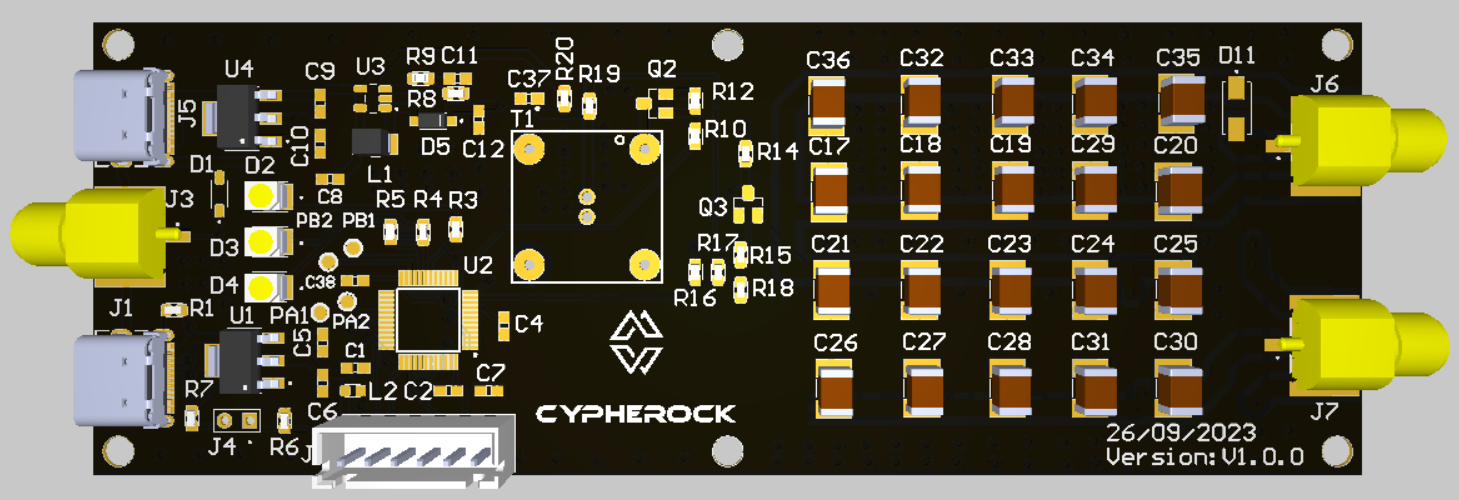 C36 C32 C33 C34 C35 D11
U4 C9 U3 R9 C11 C37 R20 R19 Q2 R12 J6
J5 R8
T1
C10 D5 C12 R10
D1 D2 L1 R14 C17 C18 C19 C29 C20
J3 C8 R5 R4 R3 Q3
PB2 PB1
D3 R17 R15 C21 C22 C23 C24 C25
U2
D4 C38 R16 R18
J1 R1 U1 PA1 PA2 C4
C5 C1 C26 C27 C28 C31 C30
R7 L2 C2 C7
C6 CYPHEROCK J7
J4 R6 J
26/09/2023
Version:V1.0.0